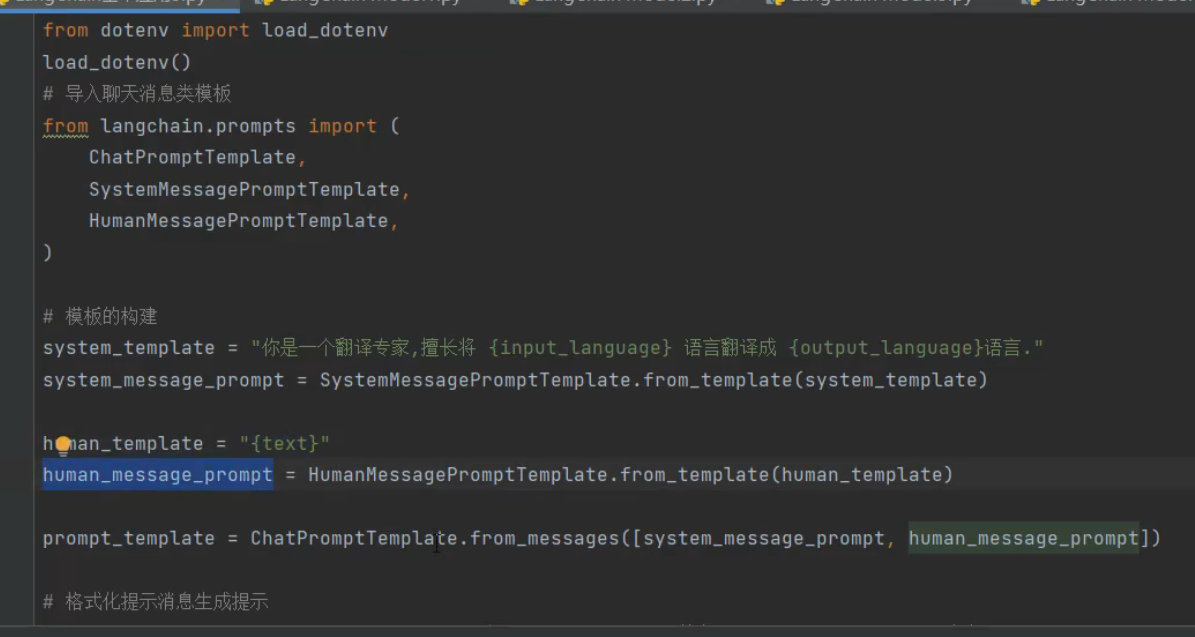 from dotenv import load_dotenv
load_dotenv()
# 导入聊天消息类模板
from langchain.prompts import (
    ChatPromptTemplate,
    SystemMessagePromptTemplate,
    HumanMessagePromptTemplate,
)
# 模板的构建
system_template = "你是一个翻译专家,擅长将 {input_language} 语言翻译成 {output_language}语言."
system_message_prompt = SystemMessagePromptTemplate.from_template(system_template)
human_template = "{text}"
human_message_prompt = HumanMessagePromptTemplate.from_template(human_template)
prompt_template = ChatPromptTemplate.from_messages([system_message_prompt, human_message_prompt])
# 格式化提示消息生成提示